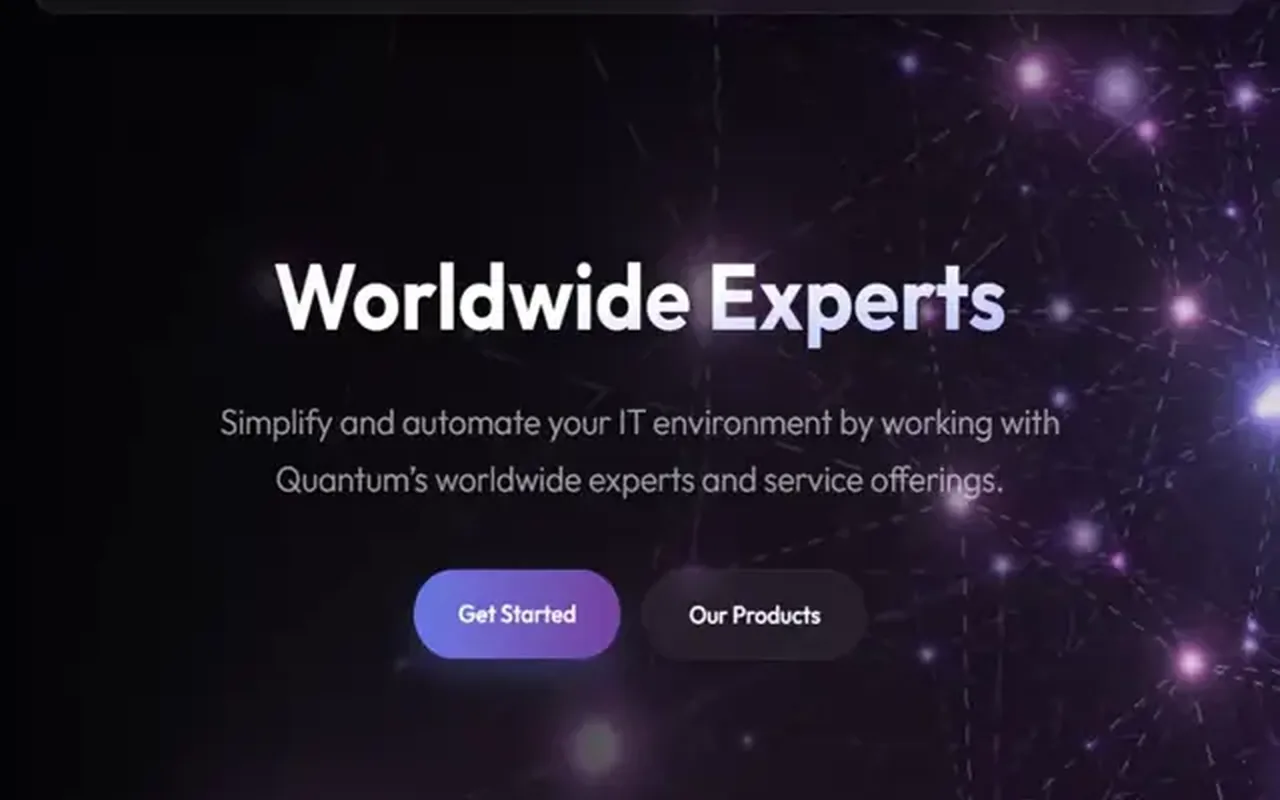 Worldwide Experts
Simplify and automate your IT environment by working with
Quantum’s worldwide experts and service offerings.
Get Started
Our Products